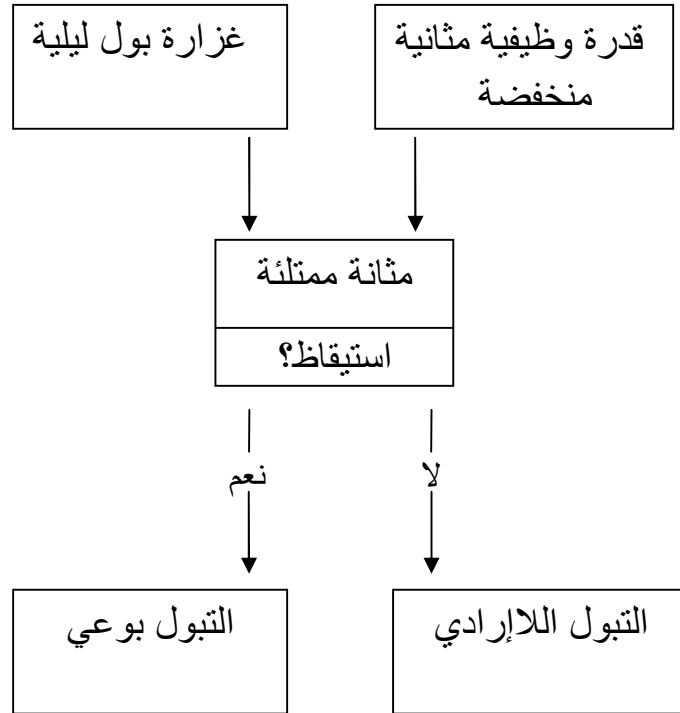 قدرة وظيفية مثانية
منخفضة
غزارة بول ليلية
مثانة ممتلئة
استيقاظ؟
لا
نعم
التبول اللاإرادي
التبول بوعي